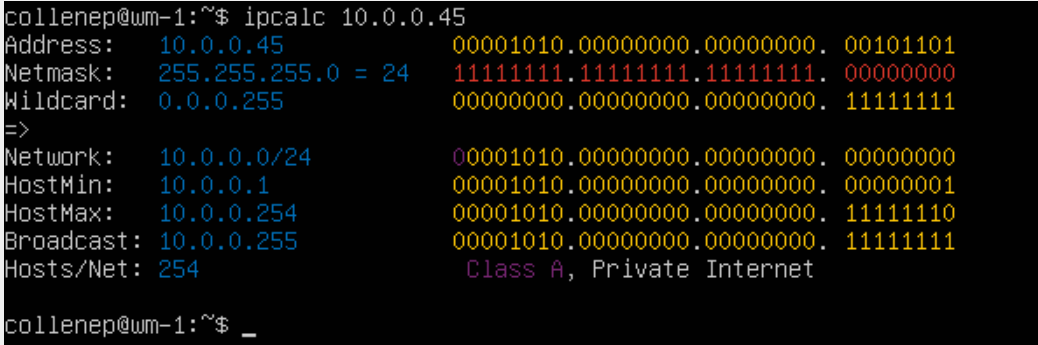 collenep@wm-1:~$ ipcalc 10.0.0.45
Address:   10.0.0.45            00001010.00000000.00000000. 00101101
Netmask:   255.255.255.0 = 24   11111111.11111111.11111111. 00000000
Wildcard:  0.0.0.255            00000000.00000000.00000000. 11111111
=>
Network:   10.0.0.0/24          00001010.00000000.00000000. 00000000
HostMin:   10.0.0.1             00001010.00000000.00000000. 00000001
HostMax:   10.0.0.254           00001010.00000000.00000000. 11111110
Broadcast: 10.0.0.255           00001010.00000000.00000000. 11111111
Hosts/Net: 254                   Class A, Private Internet
collenep@wm-1:~$ _